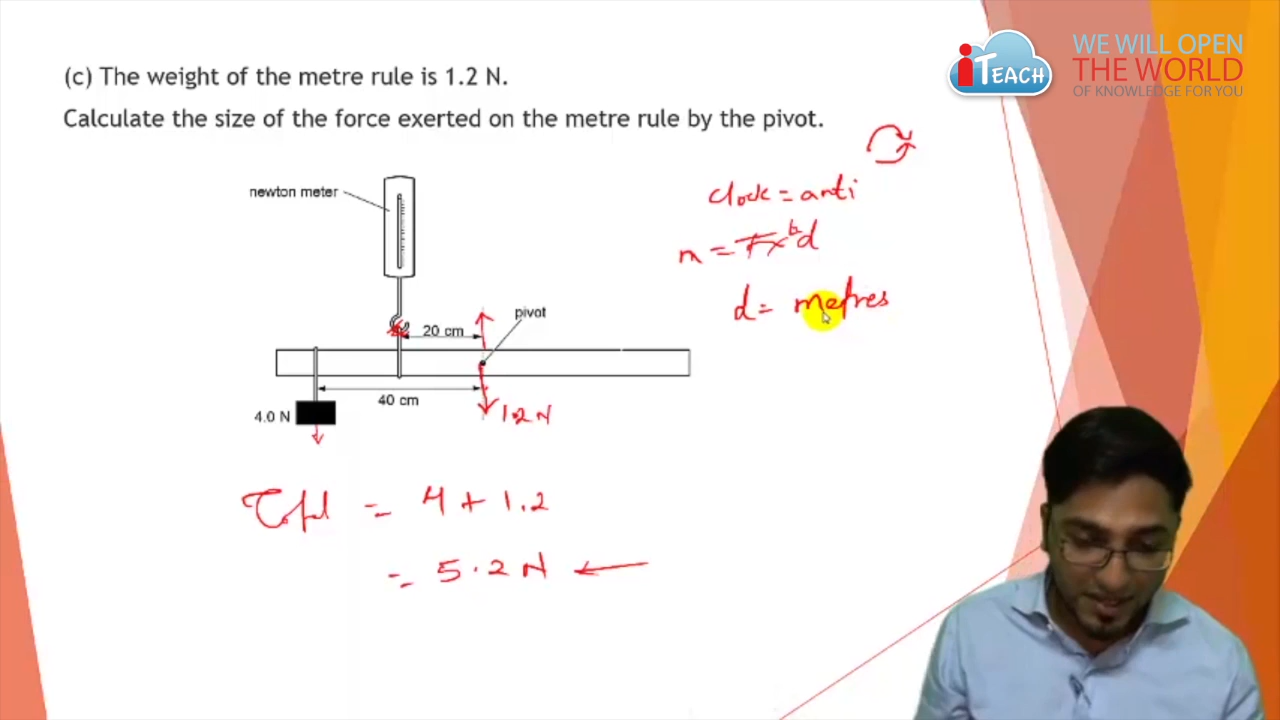 (c) The weight of the metre rule is 1.2 N.
Calculate the size of the force exerted on the metre rule by the pivot.
iTEACH
WE WILL OPEN
THE WORLD
OF KNOWLEDGE FOR YOU
newton meter
clock = anti
d = metres
20 cm
pivot
40 cm
4.0 N
1.2 N
= 4 + 1.2
= 5.2 N